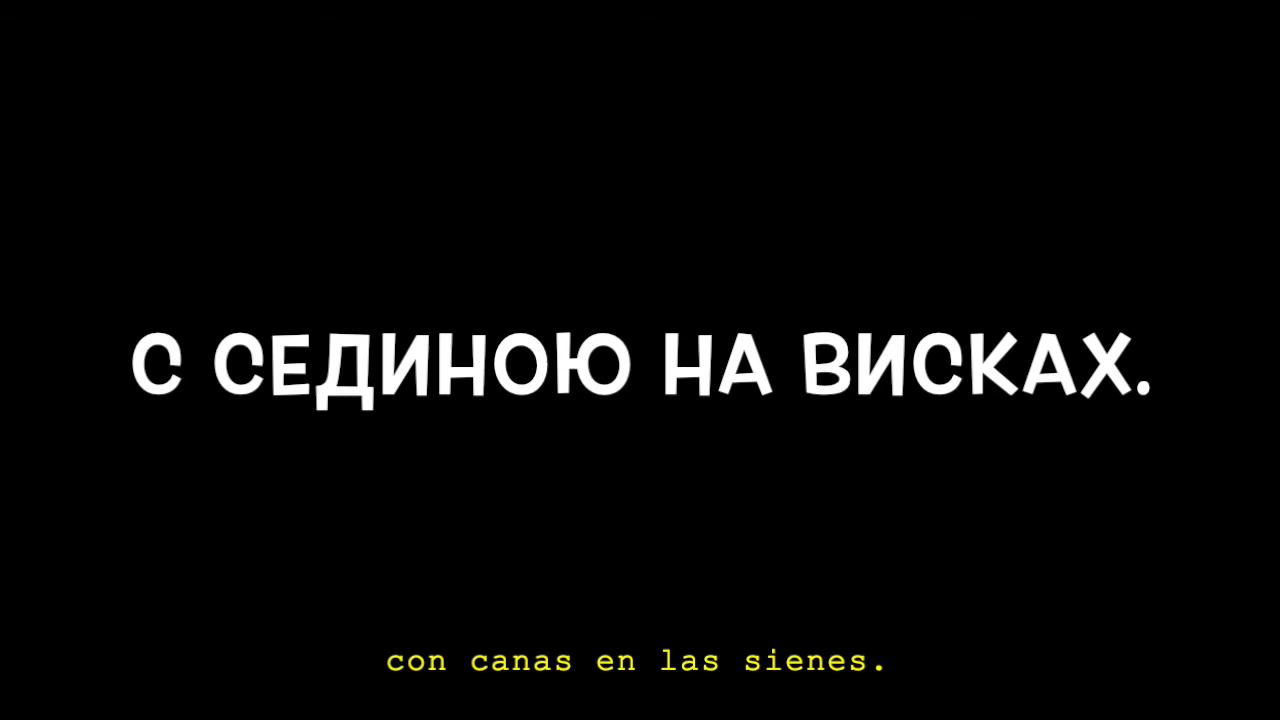 С СЕДИНОЮ НА ВИСКАХ.
con canas en las sienes.